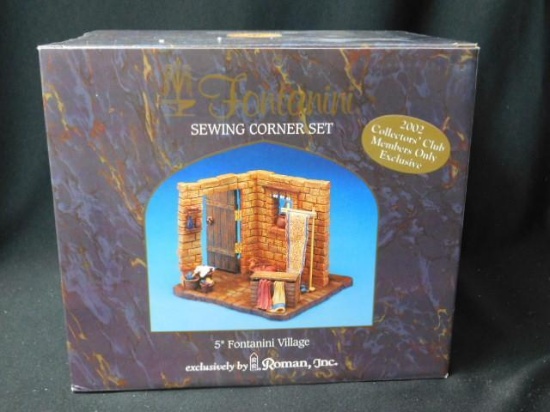 Fontanini
SEWING CORNER SET
2002
Collectors' Club
Members Only
Exclusive
5" Fontanini Village
exclusively by Roman, Inc.